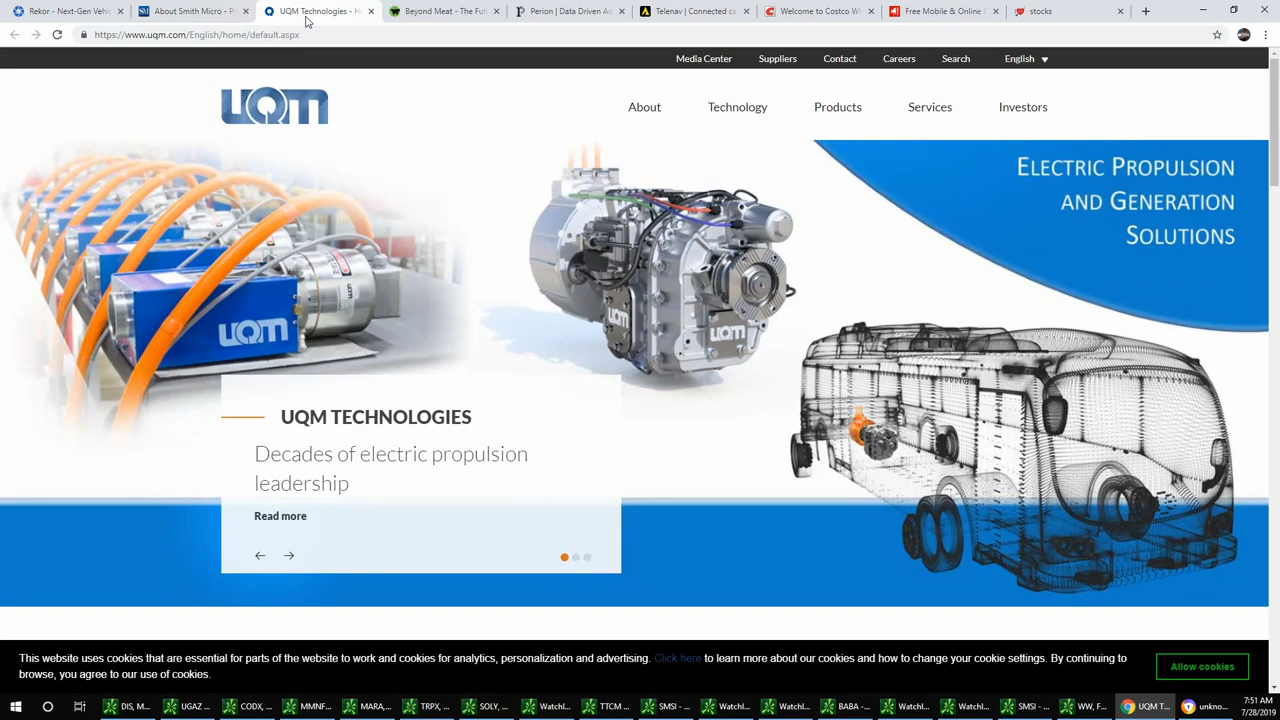 Rekor - Next-Gen Vehic
About Smith Micro - Pl
UQM Technologies - H
Beyond Meat - The Fut
Perion | Data Driven Ad
Telenav | Connected ca
Welcome to Costco W
Free Mobile & Online G
stocks
https://www.uqm.com/English/home/default.aspx
Media Center
Suppliers
Contact
Careers
Search
English
UQM
About
Technology
Products
Services
Investors
ELECTRIC PROPULSION
AND GENERATION
SOLUTIONS
UQM
UQM
UQM
UQM TECHNOLOGIES
Decades of electric propulsion
leadership
Read more
This website uses cookies that are essential for parts of the website to work and cookies for analytics, personalization and advertising. Click here to learn more about our cookies and how to change your cookie settings. By continuing to
browse, you agree to our use of cookies.
Allow cookies
DIS, M...
UGAZ ...
CODX, ...
MMNF...
MARA,...
TRPX, ...
SOLY, ...
Watchl...
TTCM ...
SMSI - ...
Watchl...
Watchl...
BABA -...
Watchl...
Watchl...
SMSI - ...
WW, F...
UQM T...
unkno...
7:51 AM
7/28/2019